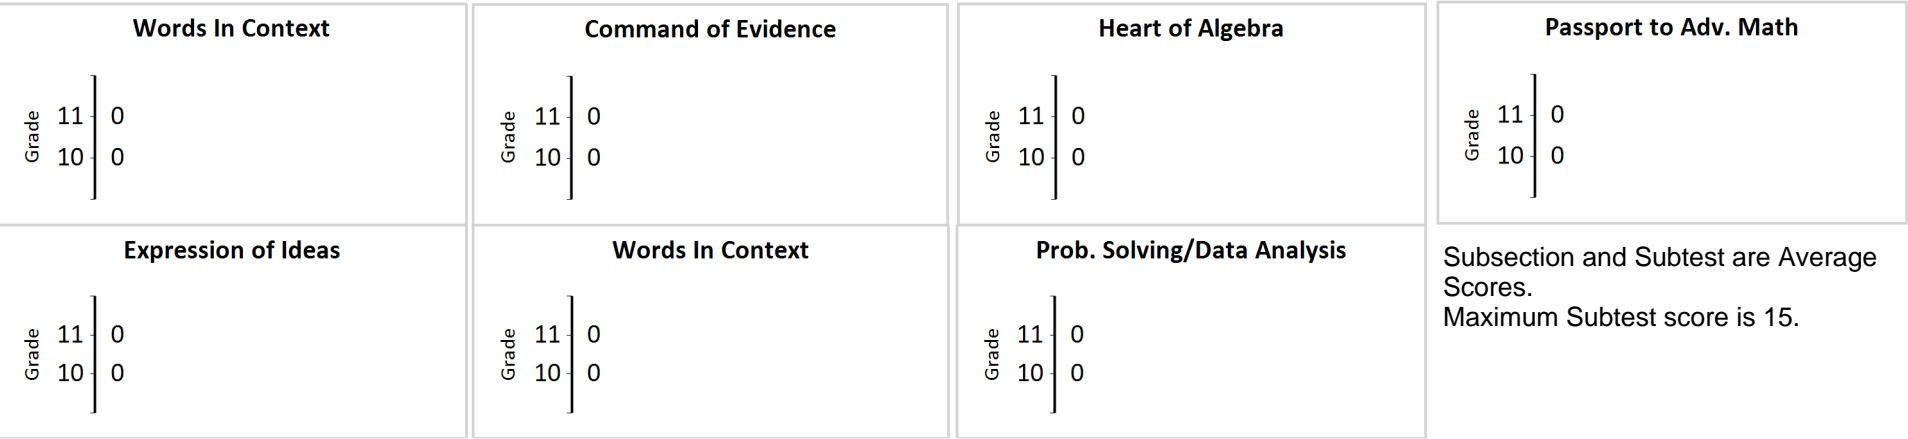 Words In Context
Grade
11 0
10 0
Command of Evidence
Grade
11 0
10 0
Heart of Algebra
Grade
11 0
10 0
Passport to Adv. Math
Grade
11 0
10 0
Expression of Ideas
Grade
11 0
10 0
Words In Context
Grade
11 0
10 0
Prob. Solving/Data Analysis
Grade
11 0
10 0
Subsection and Subtest are Average
Scores.
Maximum Subtest score is 15.